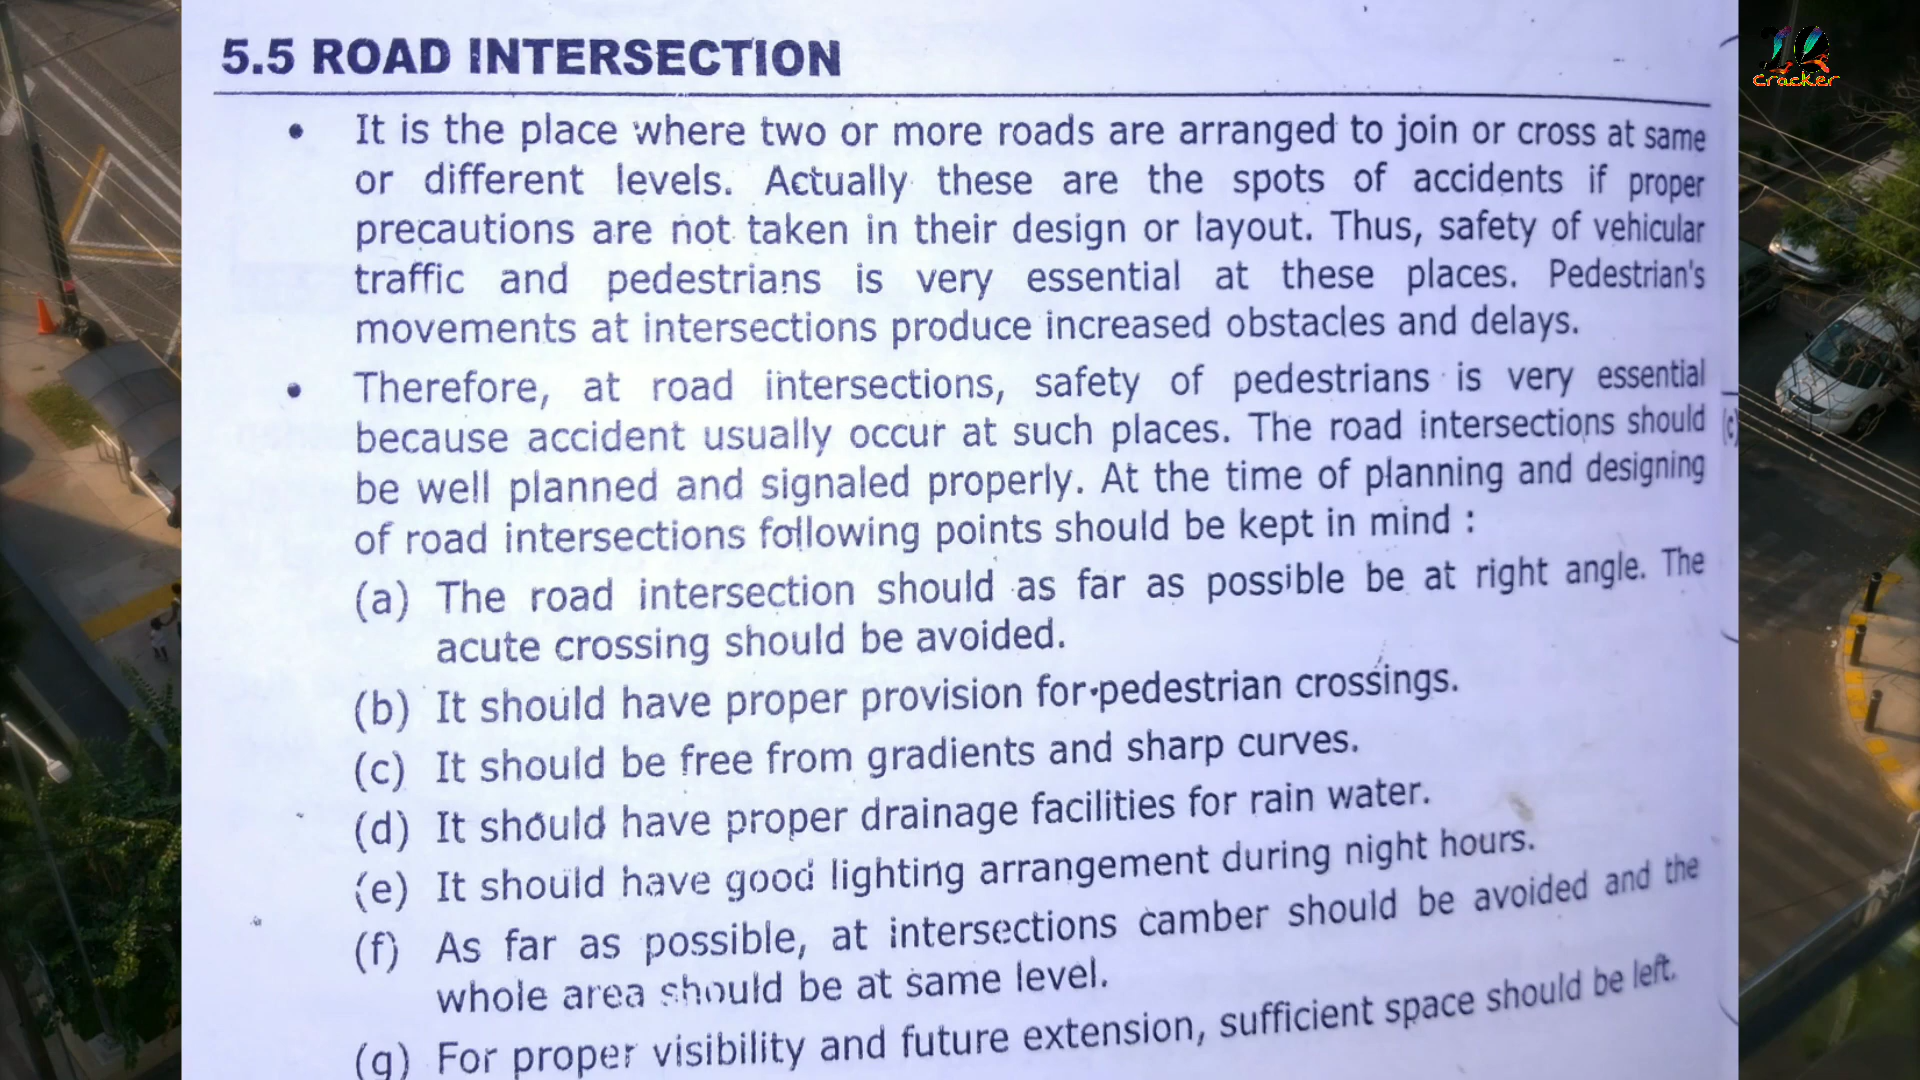 5.5 ROAD INTERSECTION
• It is the place where two or more roads are arranged to join or cross at same
or different levels. Actually these are the spots of accidents if proper
precautions are not taken in their design or layout. Thus, safety of vehicular
traffic and pedestrians is very essential at these places. Pedestrian's
movements at intersections produce increased obstacles and delays.
• Therefore, at road intersections, safety of pedestrians is very essential
because accident usually occur at such places. The road intersections should
be well planned and signaled properly. At the time of planning and designing
of road intersections following points should be kept in mind :
(a) The road intersection should as far as possible be at right angle. The
acute crossing should be avoided.
(b) It should have proper provision for pedestrian crossings.
(c) It should be free from gradients and sharp curves.
(d) It should have proper drainage facilities for rain water.
(e) It should have good lighting arrangement during night hours.
(f) As far as possible, at intersections camber should be avoided and the
whole area should be at same level.
(g) For proper visibility and future extension, sufficient space should be left.
(c)
IQ
cracker